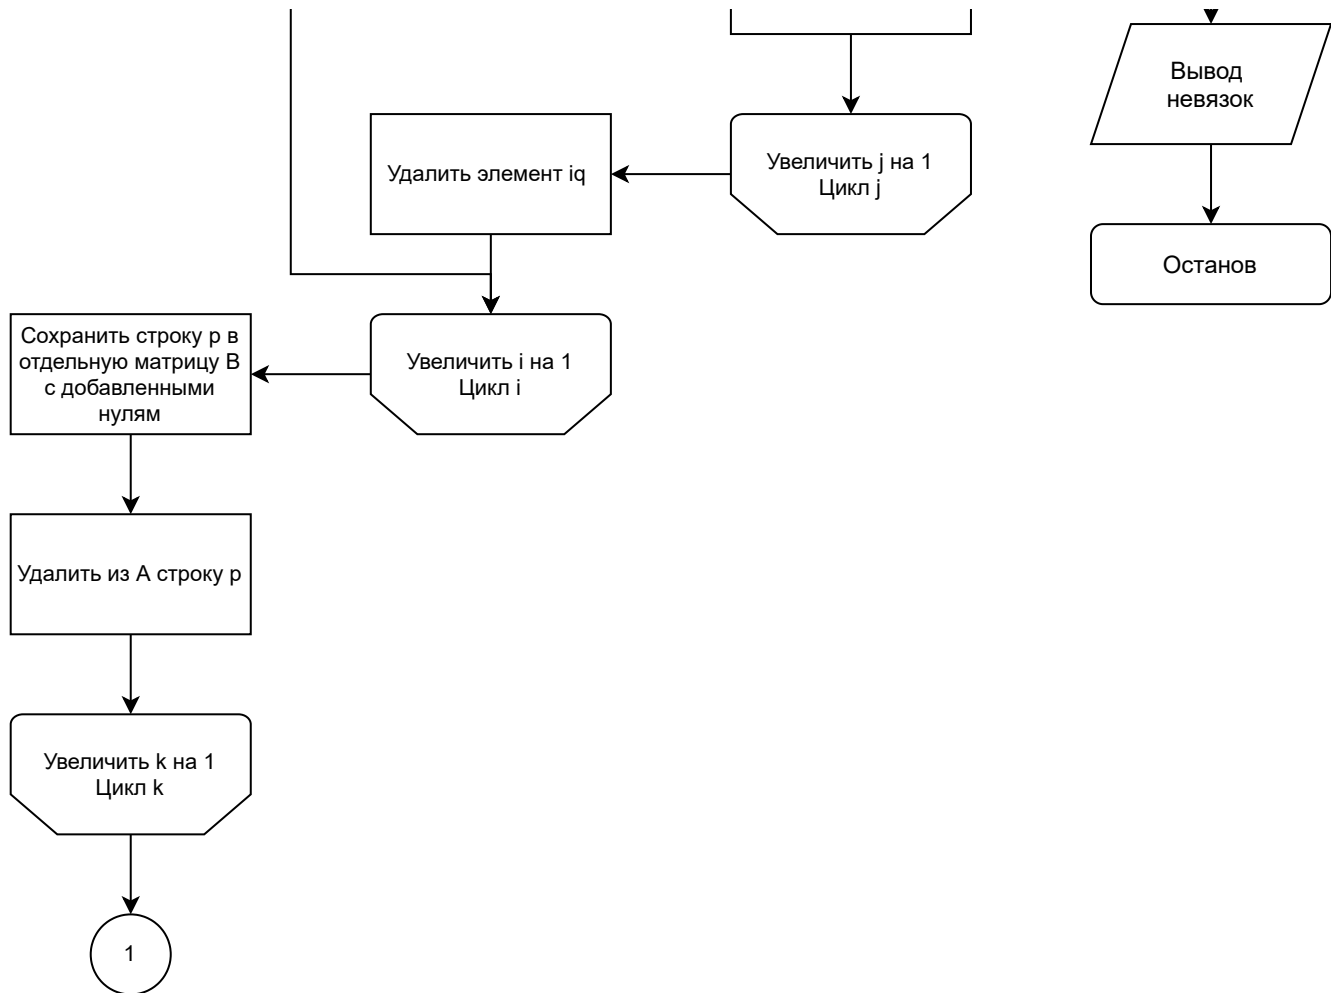 Вывод
невязок
Увеличить j на 1
Цикл j
Удалить элемент iq
Останов
Сохранить строку p в
отдельную матрицу B
с добавленными
нулям
Увеличить i на 1
Цикл i
Удалить из А строку p
Увеличить k на 1
Цикл k
1